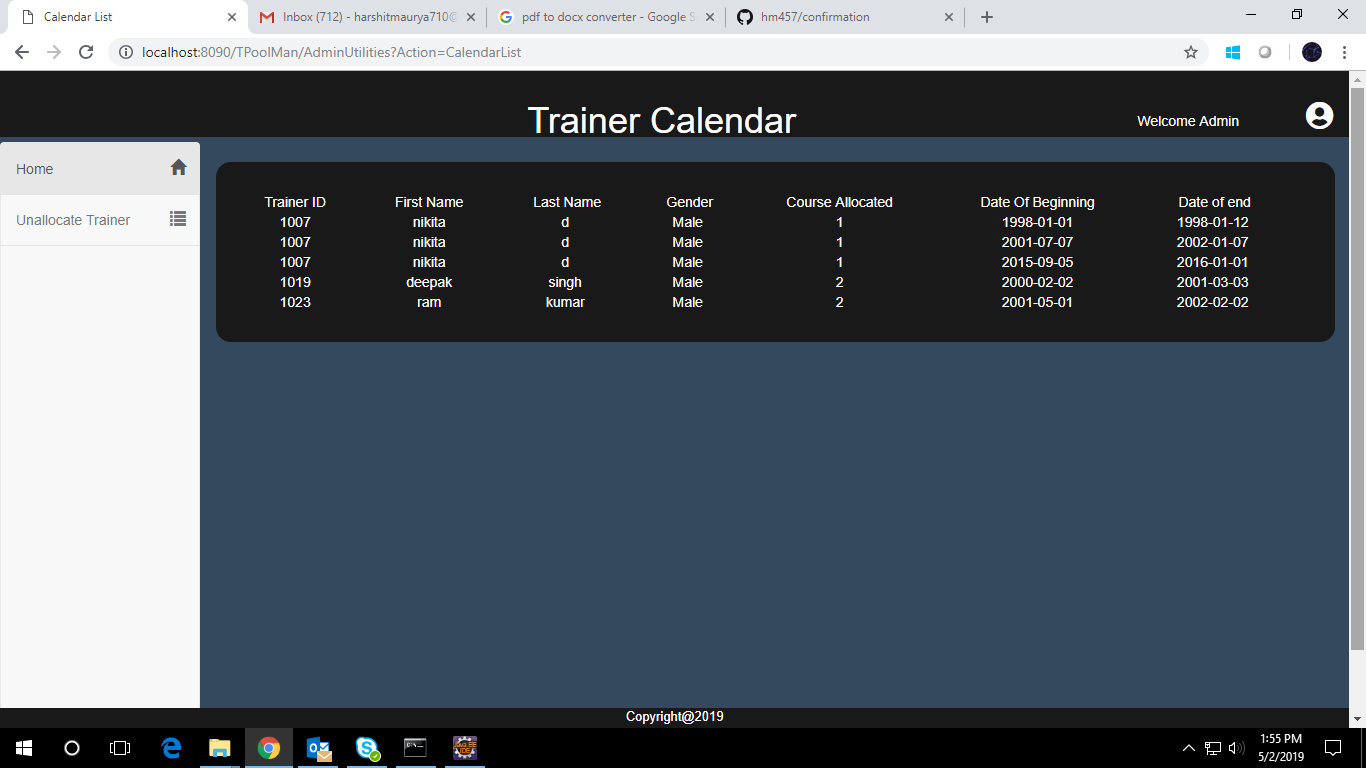 Calendar List
Inbox (712) - harshitmaurya710@
pdf to docx converter - Google S
hm457/confirmation
localhost:8090/TPoolMan/AdminUtilities?Action=CalendarList
Trainer Calendar
Welcome Admin
Home
Unallocate Trainer
Trainer ID First Name Last Name Gender Course Allocated Date Of Beginning Date of end
1007 nikita d Male 1 1998-01-01 1998-01-12
1007 nikita d Male 1 2001-07-07 2002-01-07
1007 nikita d Male 1 2015-09-05 2016-01-01
1019 deepak singh Male 2 2000-02-02 2001-03-03
1023 ram kumar Male 2 2001-05-01 2002-02-02
Copyright@2019
1:55 PM
5/2/2019